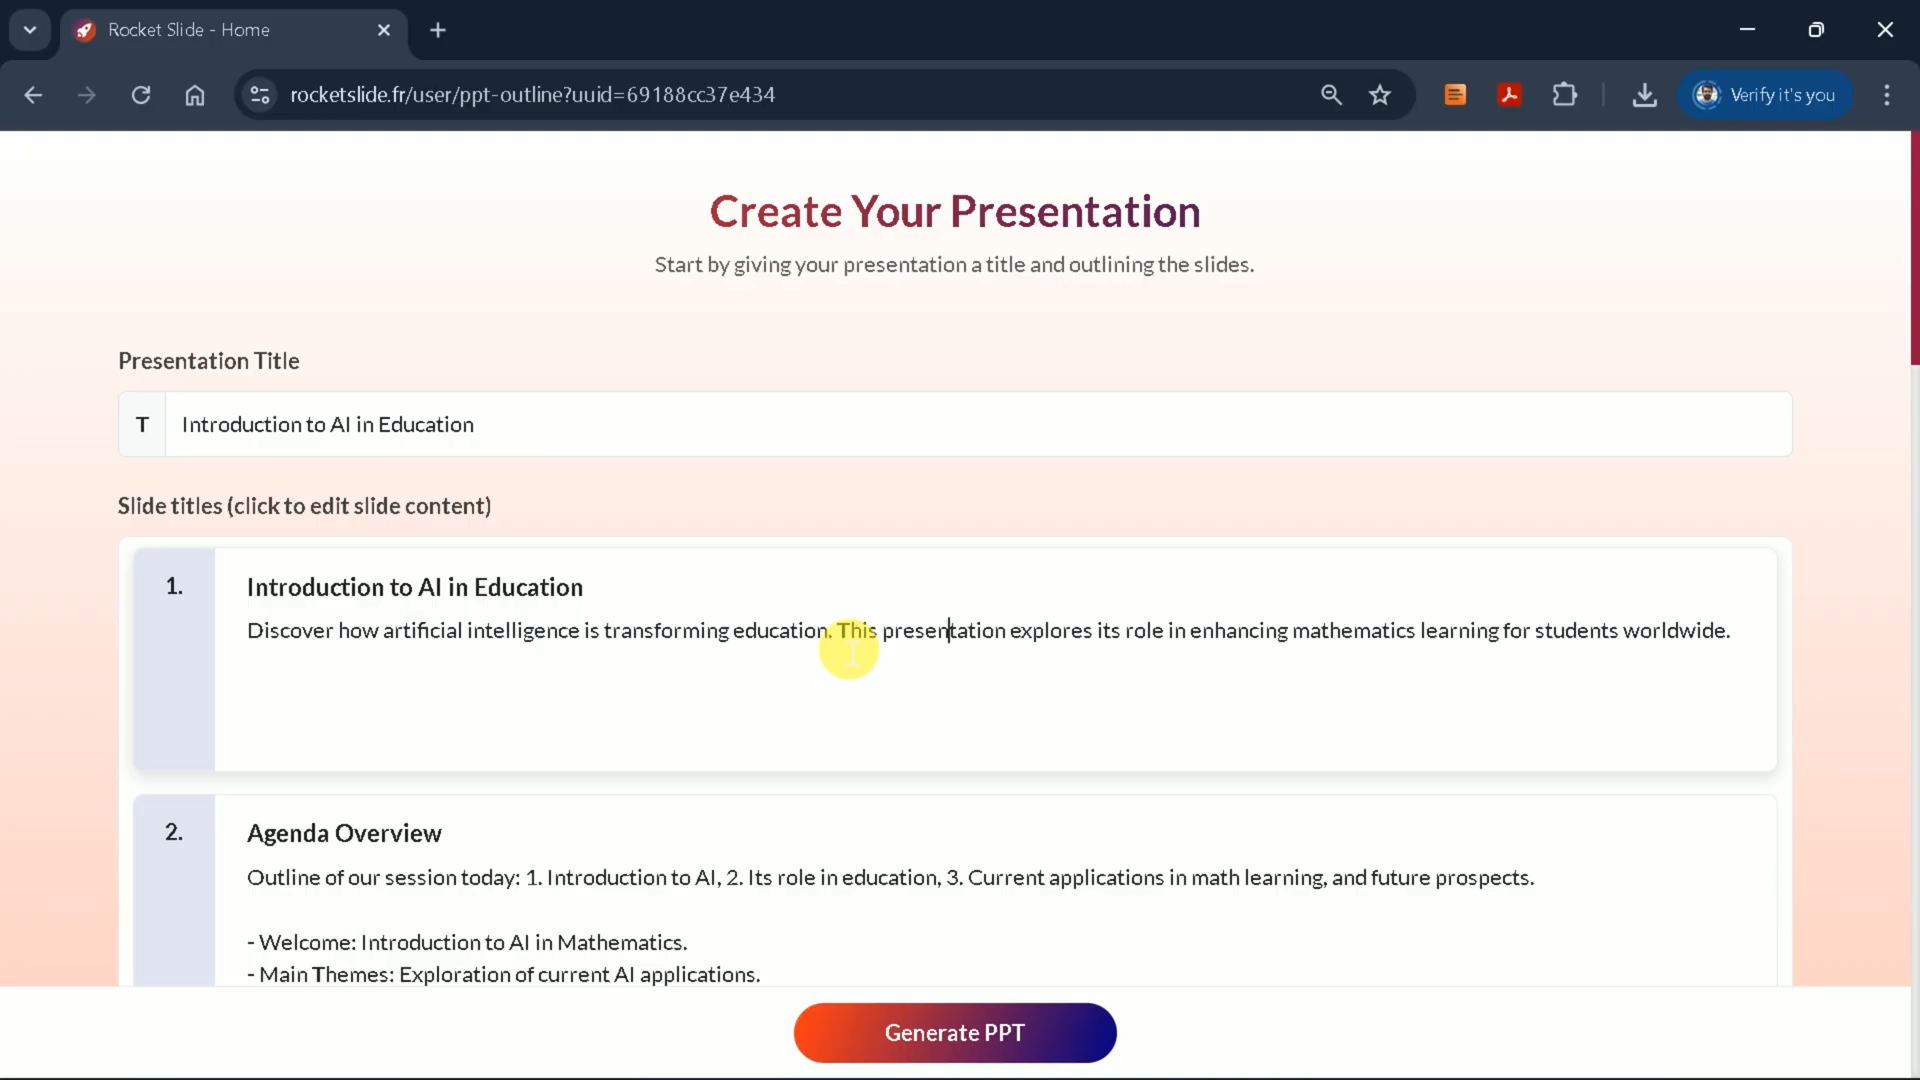 Rocket Slide - Home
rocketslide.fr/user/ppt-outline?uuid=69188cc37e434
Verify it's you
Create Your Presentation
Start by giving your presentation a title and outlining the slides.
Presentation Title
T Introduction to AI in Education
Slide titles (click to edit slide content)
1. Introduction to AI in Education
Discover how artificial intelligence is transforming education. This presentation explores its role in enhancing mathematics learning for students worldwide.
2. Agenda Overview
Outline of our session today: 1. Introduction to AI, 2. Its role in education, 3. Current applications in math learning, and future prospects.
- Welcome: Introduction to AI in Mathematics.
- Main Themes: Exploration of current AI applications.
Generate PPT